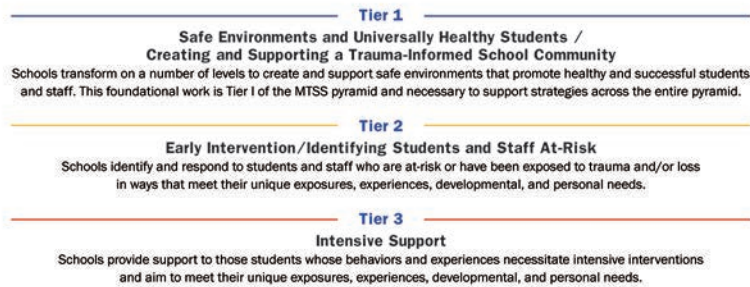 Tier 1
Safe Environments and Universally Healthy Students /
Creating and Supporting a Trauma-Informed School Community
Schools transform on a number of levels to create and support safe environments that promote healthy and successful students
and staff. This foundational work is Tier I of the MTSS pyramid and necessary to support strategies across the entire pyramid.
Tier 2
Early Intervention/Identifying Students and Staff At-Risk
Schools identify and respond to students and staff who are at-risk or have been exposed to trauma and/or loss
in ways that meet their unique exposures, experiences, developmental, and personal needs.
Tier 3
Intensive Support
Schools provide support to those students whose behaviors and experiences necessitate intensive interventions
and aim to meet their unique exposures, experiences, developmental, and personal needs.